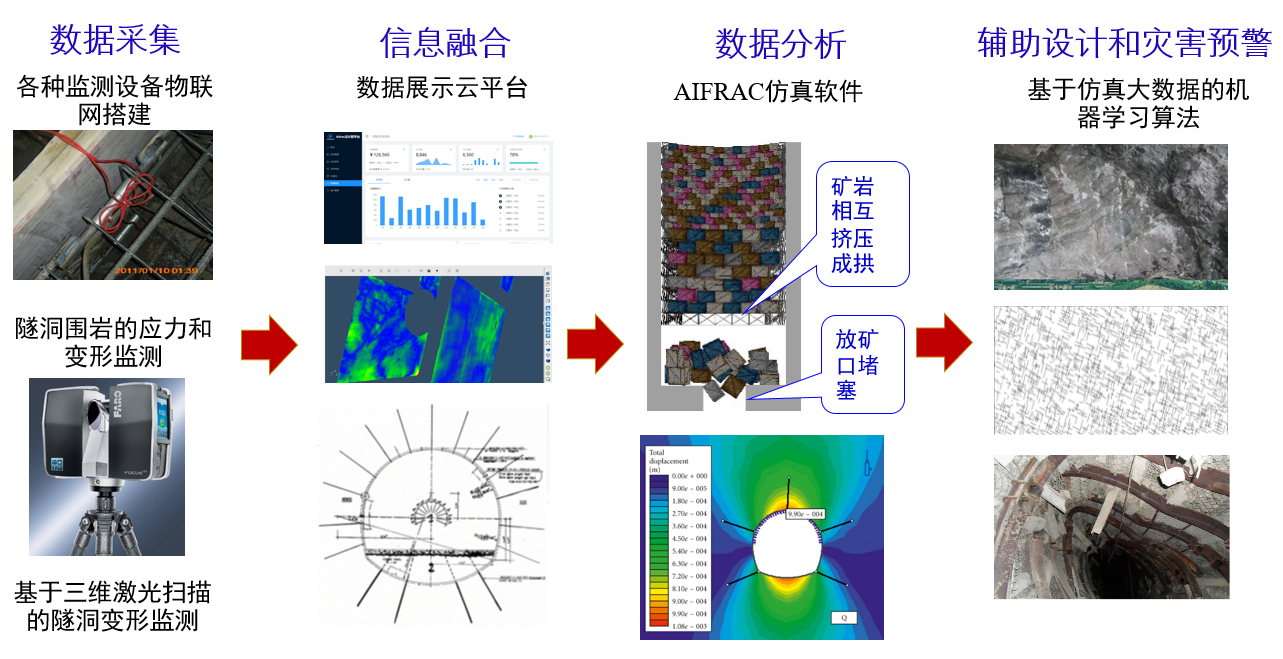 数据采集
各种监测设备物联
网搭建
2011/01/10 01:39
隧洞围岩的应力和
变形监测
FARO
FOCUS
基于三维激光扫描
的隧洞变形监测
信息融合
数据展示云平台
¥126,560
8,846
6,560
78%
数据分析
AIFRAC仿真软件
矿岩
相互
挤压
成拱
放矿
口堵
塞
Total
displacement
(m)
0.00e + 000
9.00e - 005
1.80e - 004
2.70e - 004
3.60e - 004
4.50e - 004
5.40e - 004
6.30e - 004
7.20e - 004
8.10e - 004
9.00e - 004
9.90e - 004
1.08e - 003
9.90e - 004
Q
辅助设计和灾害预警
基于仿真大数据的机
器学习算法